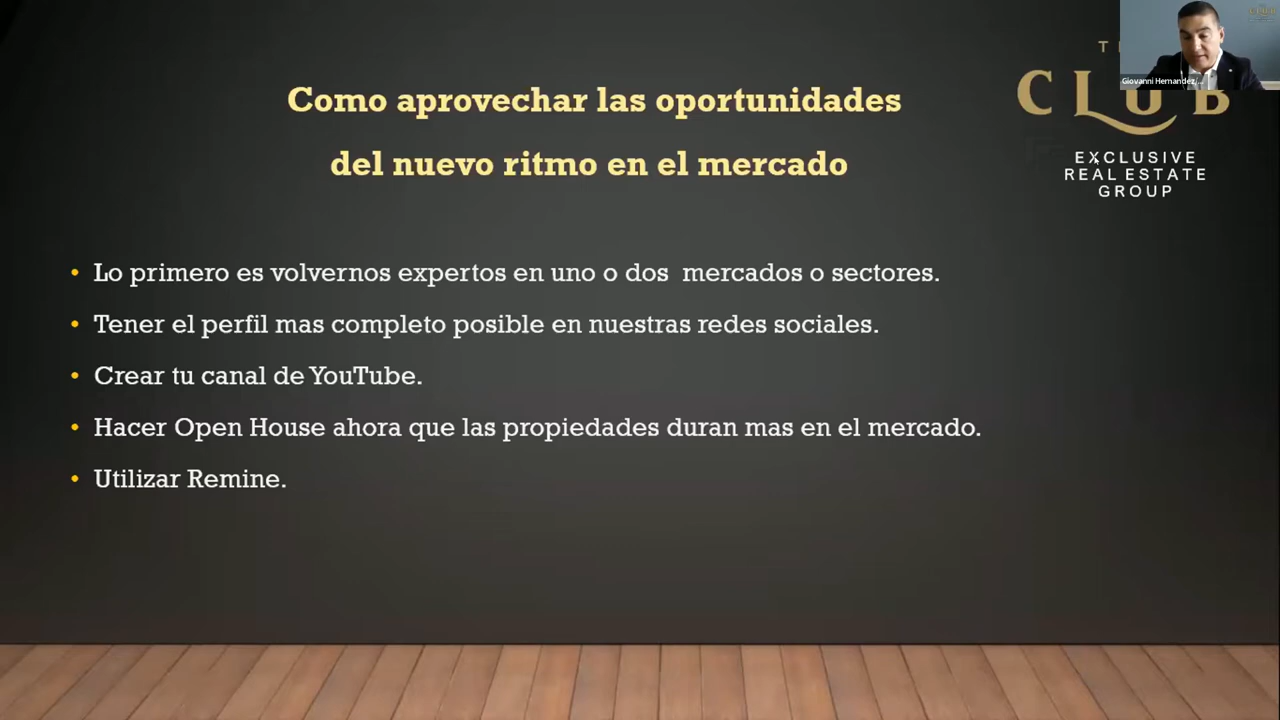 Como aprovechar las oportunidades
del nuevo ritmo en el mercado
CLUB
EXCLUSIVE
REAL ESTATE
GROUP
Giovanni Hernandez,...
Lo primero es volvernos expertos en uno o dos  mercados o sectores.
Tener el perfil mas completo posible en nuestras redes sociales.
Crear tu canal de YouTube.
Hacer Open House ahora que las propiedades duran mas en el mercado.
Utilizar Remine.